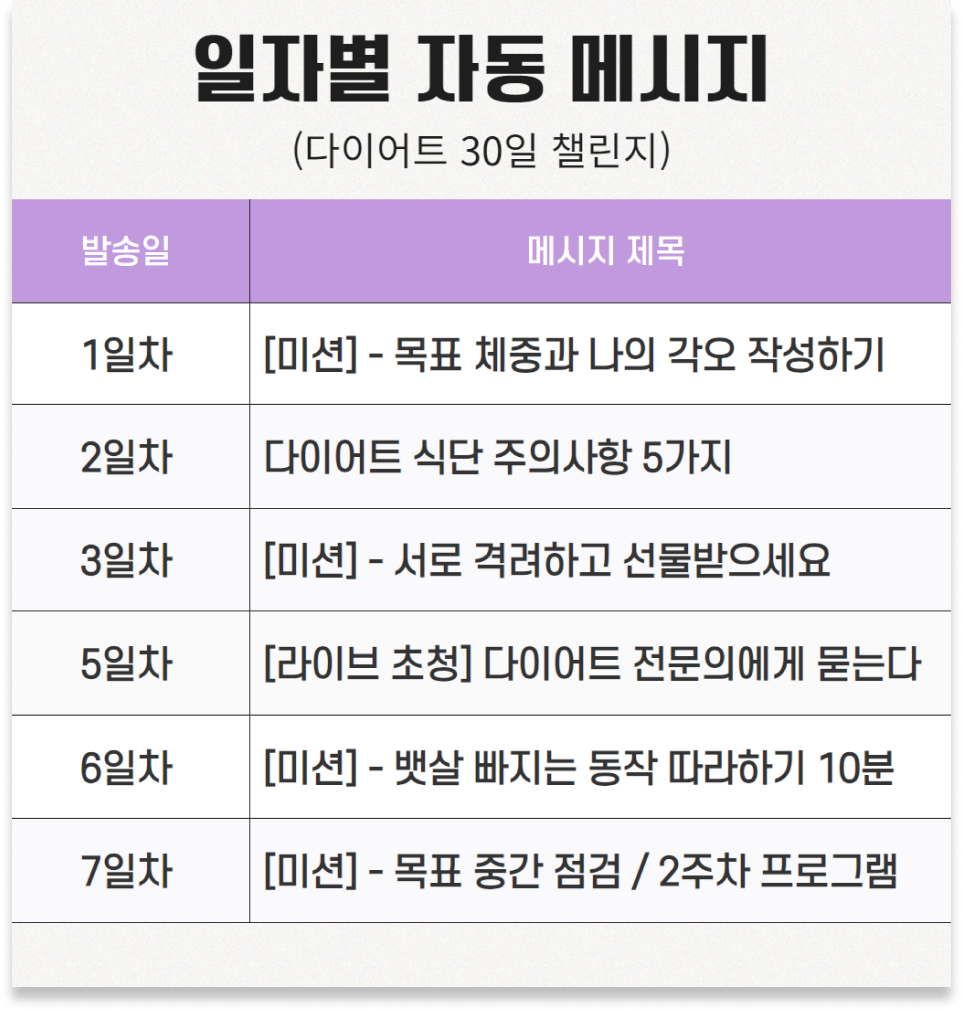 일자별 자동 메시지
(다이어트 30일 챌린지)
발송일 메시지 제목
1일차 [미션] - 목표 체중과 나의 각오 작성하기
2일차 다이어트 식단 주의사항 5가지
3일차 [미션] - 서로 격려하고 선물받으세요
5일차 [라이브 초청] 다이어트 전문의에게 묻는다
6일차 [미션] - 뱃살 빠지는 동작 따라하기 10분
7일차 [미션] - 목표 중간 점검 / 2주차 프로그램